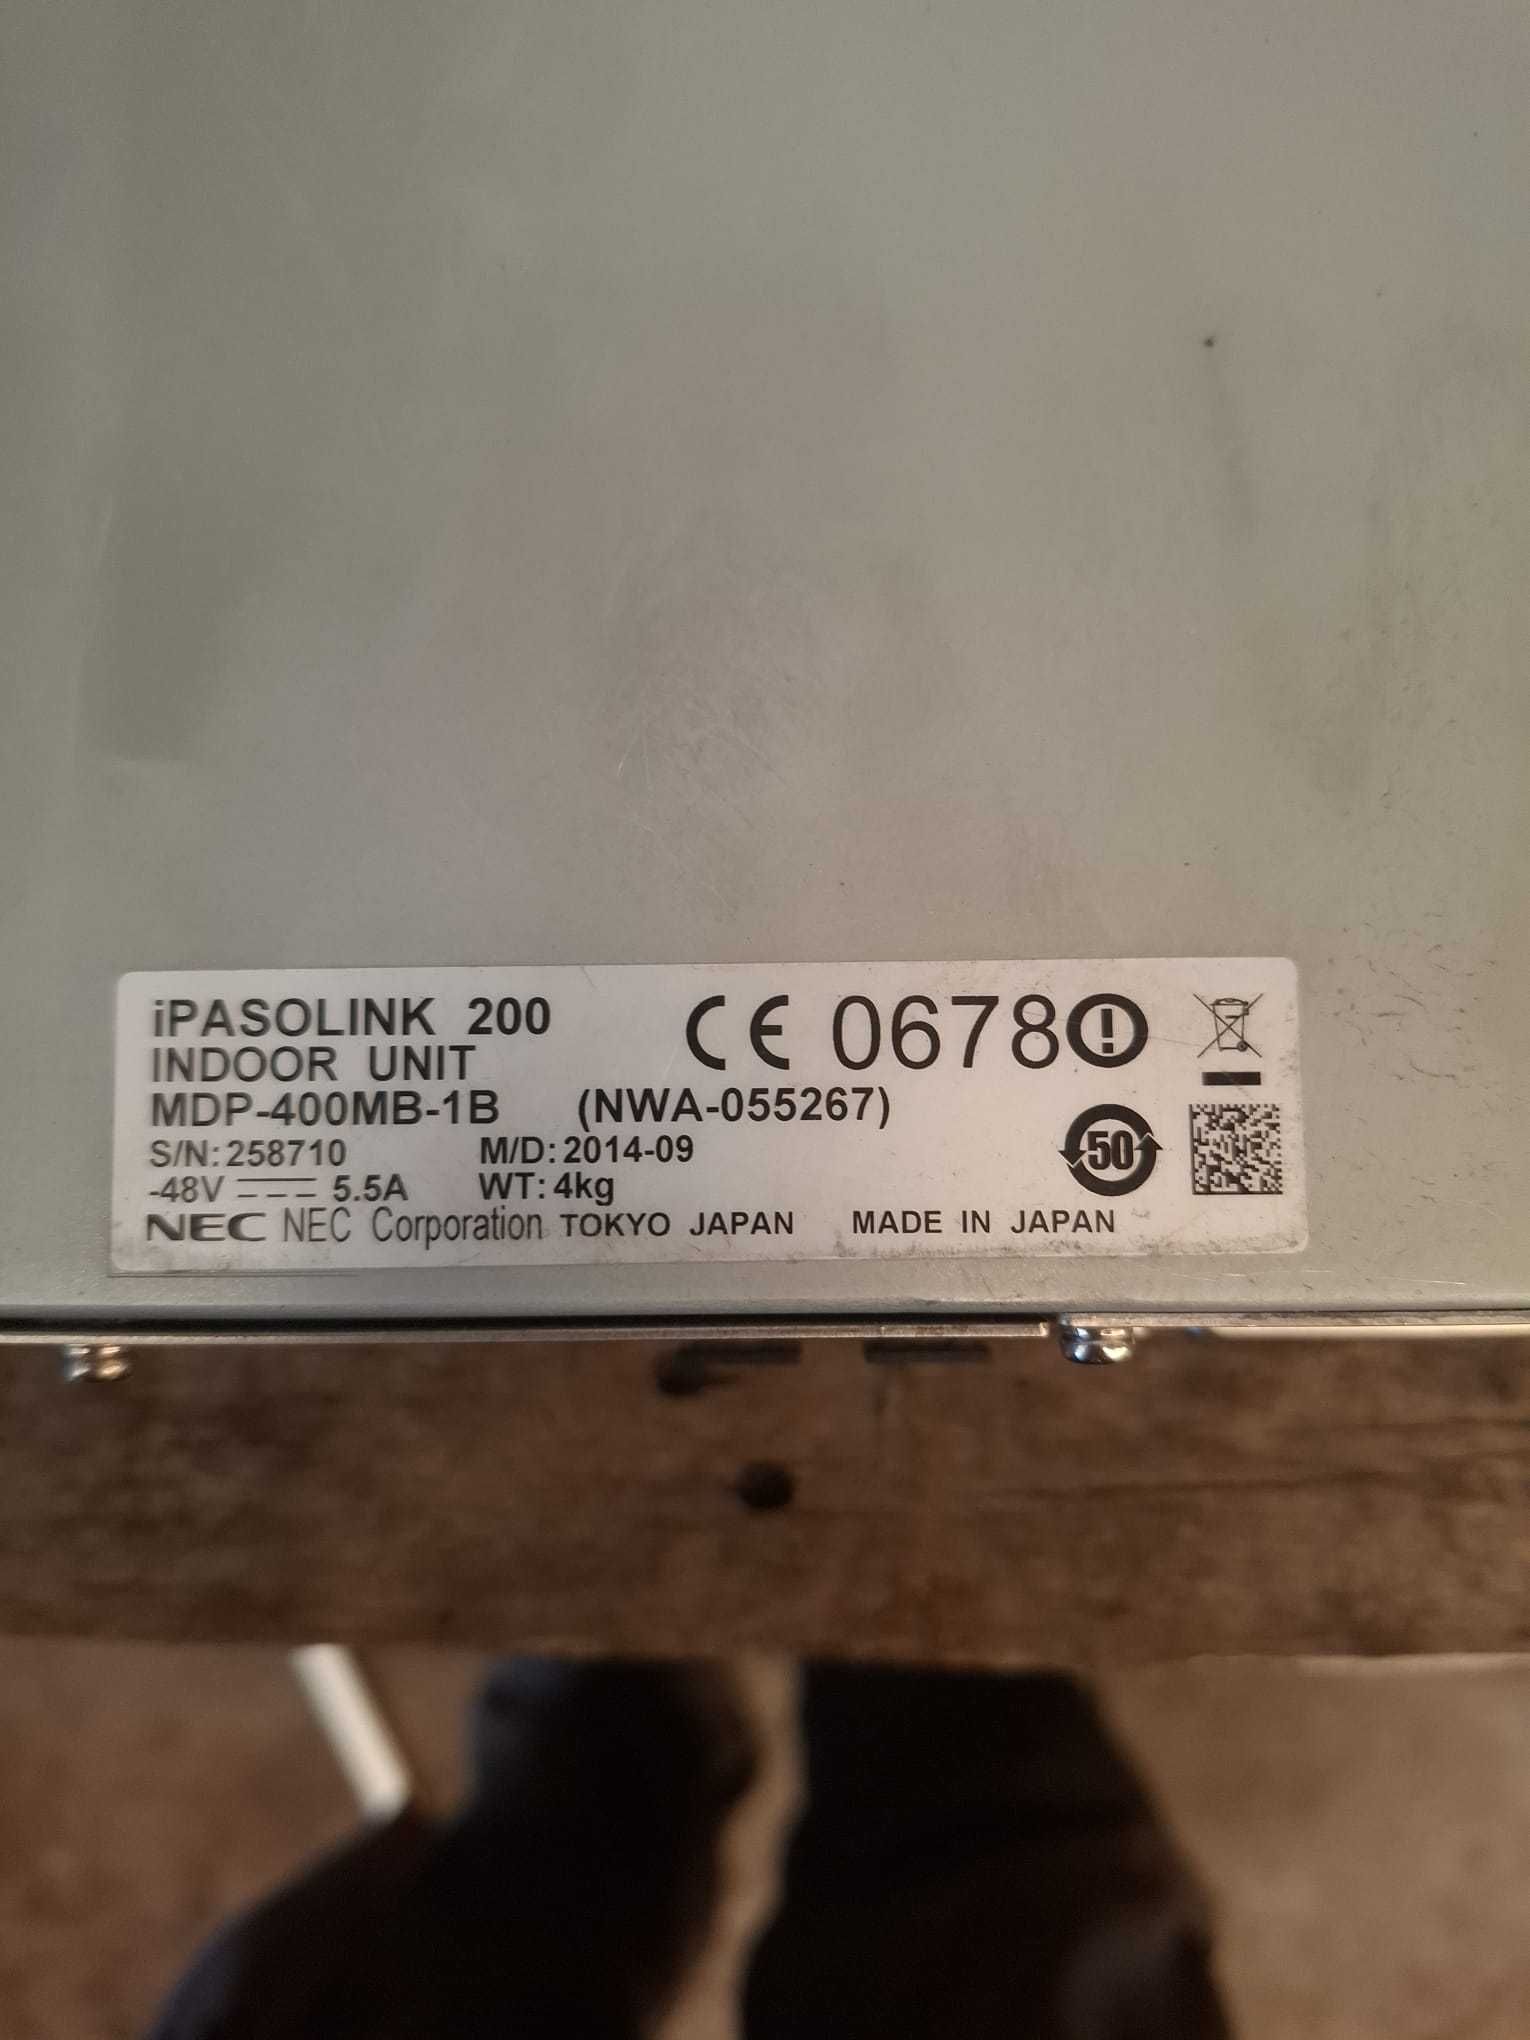 iPASOLINK 200
INDOOR UNIT
MDP-400MB-1B (NWA-055267)
S/N: 258710 M/D: 2014-09
-48V 5.5A WT: 4kg
NEC NEC Corporation TOKYO JAPAN MADE IN JAPAN
CE 0678 !
50